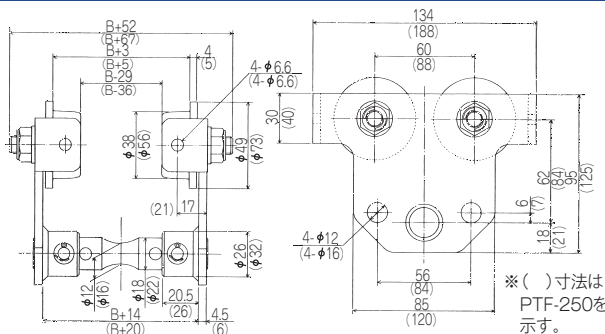 B+52
(B+67)
B+3
(B+5)
B-29
(B-36)
4
(5)
4-φ6.6
(4-φ6.6)
φ38
(φ56)
φ49
(φ73)
(21) 17
φ12
(φ16)
φ18
(φ22)
φ26
(φ32)
20.5
(26)
B+14
(B+20)
4.5
(6)
134
(188)
60
(88)
30
(40)
62
(84)
95
(125)
6
(7)
18
(21)
4-φ12
(4-φ16)
56
(84)
85
(120)
※( )寸法は
PTF-250を
示す。